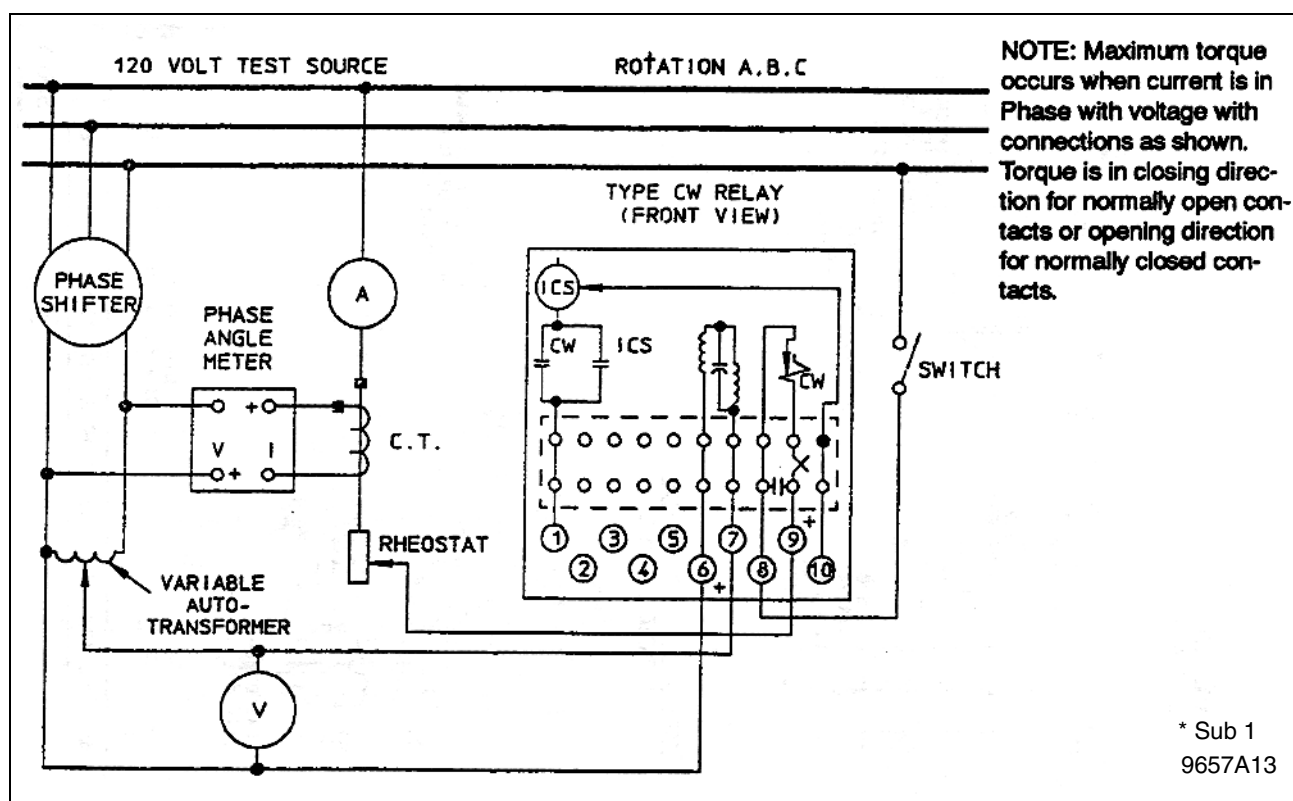 120 VOLT TEST SOURCE
ROTATION A.B.C
NOTE: Maximum torque
occurs when current is in
Phase with voltage with
connections as shown.
Torque is in closing direc-
tion for normally open con-
tacts or opening direction
for normally closed con-
tacts.
TYPE CW RELAY
(FRONT VIEW)
PHASE
SHIFTER
A
PHASE
ANGLE
METER
ICS
CW
ICS
CW
SWITCH
+
V
I
+
C.T.
RHEOSTAT
1
3
5
7
9
+
2
4
6
+
8
10
VARIABLE
AUTO-
TRANSFORMER
V
* Sub 1
9657A13